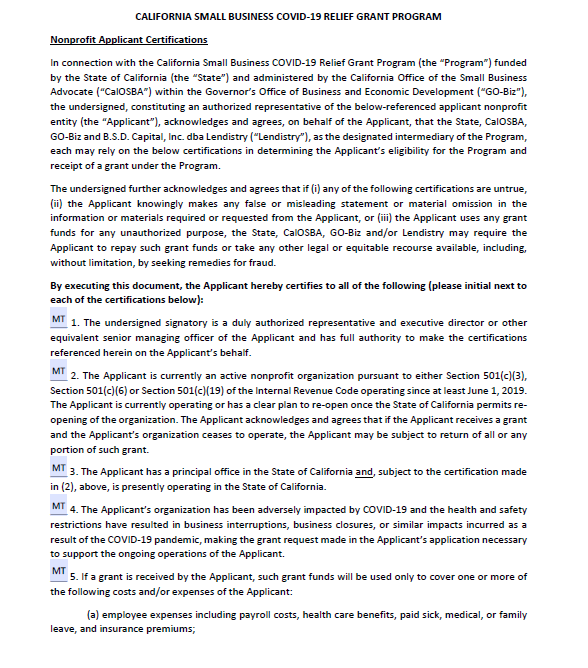 CALIFORNIA SMALL BUSINESS COVID-19 RELIEF GRANT PROGRAM
Nonprofit Applicant Certifications
In connection with the California Small Business COVID-19 Relief Grant Program (the “Program”) funded
by the State of California (the “State”) and administered by the California Office of the Small Business
Advocate (“CalOSBA”) within the Governor’s Office of Business and Economic Development (“GO-Biz”),
the undersigned, constituting an authorized representative of the below-referenced applicant nonprofit
entity (the “Applicant”), acknowledges and agrees, on behalf of the Applicant, that the State, CalOSBA,
GO-Biz and B.S.D. Capital, Inc. dba Lendistry (“Lendistry”), as the designated intermediary of the Program,
each may rely on the below certifications in determining the Applicant’s eligibility for the Program and
receipt of a grant under the Program.
The undersigned further acknowledges and agrees that if (i) any of the following certifications are untrue,
(ii) the Applicant knowingly makes any false or misleading statement or material omission in the
information or materials required or requested from the Applicant, or (iii) the Applicant uses any grant
funds for any unauthorized purpose, the State, CalOSBA, GO-Biz and/or Lendistry may require the
Applicant to repay such grant funds or take any other legal or equitable recourse available, including,
without limitation, by seeking remedies for fraud.
By executing this document, the Applicant hereby certifies to all of the following (please initial next to
each of the certifications below):
MT 1. The undersigned signatory is a duly authorized representative and executive director or other
equivalent senior managing officer of the Applicant and has full authority to make the certifications
referenced herein on the Applicant’s behalf.
MT 2. The Applicant is currently an active nonprofit organization pursuant to either Section 501(c)(3),
Section 501(c)(6) or Section 501(c)(19) of the Internal Revenue Code operating since at least June 1, 2019.
The Applicant is currently operating or has a clear plan to re-open once the State of California permits re-
opening of the organization. The Applicant acknowledges and agrees that if the Applicant receives a grant
and the Applicant’s organization ceases to operate, the Applicant may be subject to return of all or any
portion of such grant.
MT 3. The Applicant has a principal office in the State of California and, subject to the certification made
in (2), above, is presently operating in the State of California.
MT 4. The Applicant’s organization has been adversely impacted by COVID-19 and the health and safety
restrictions have resulted in business interruptions, business closures, or similar impacts incurred as a
result of the COVID-19 pandemic, making the grant request made in the Applicant’s application necessary
to support the ongoing operations of the Applicant.
MT 5. If a grant is received by the Applicant, such grant funds will be used only to cover one or more of
the following costs and/or expenses of the Applicant:
(a) employee expenses including payroll costs, health care benefits, paid sick, medical, or family
leave, and insurance premiums;